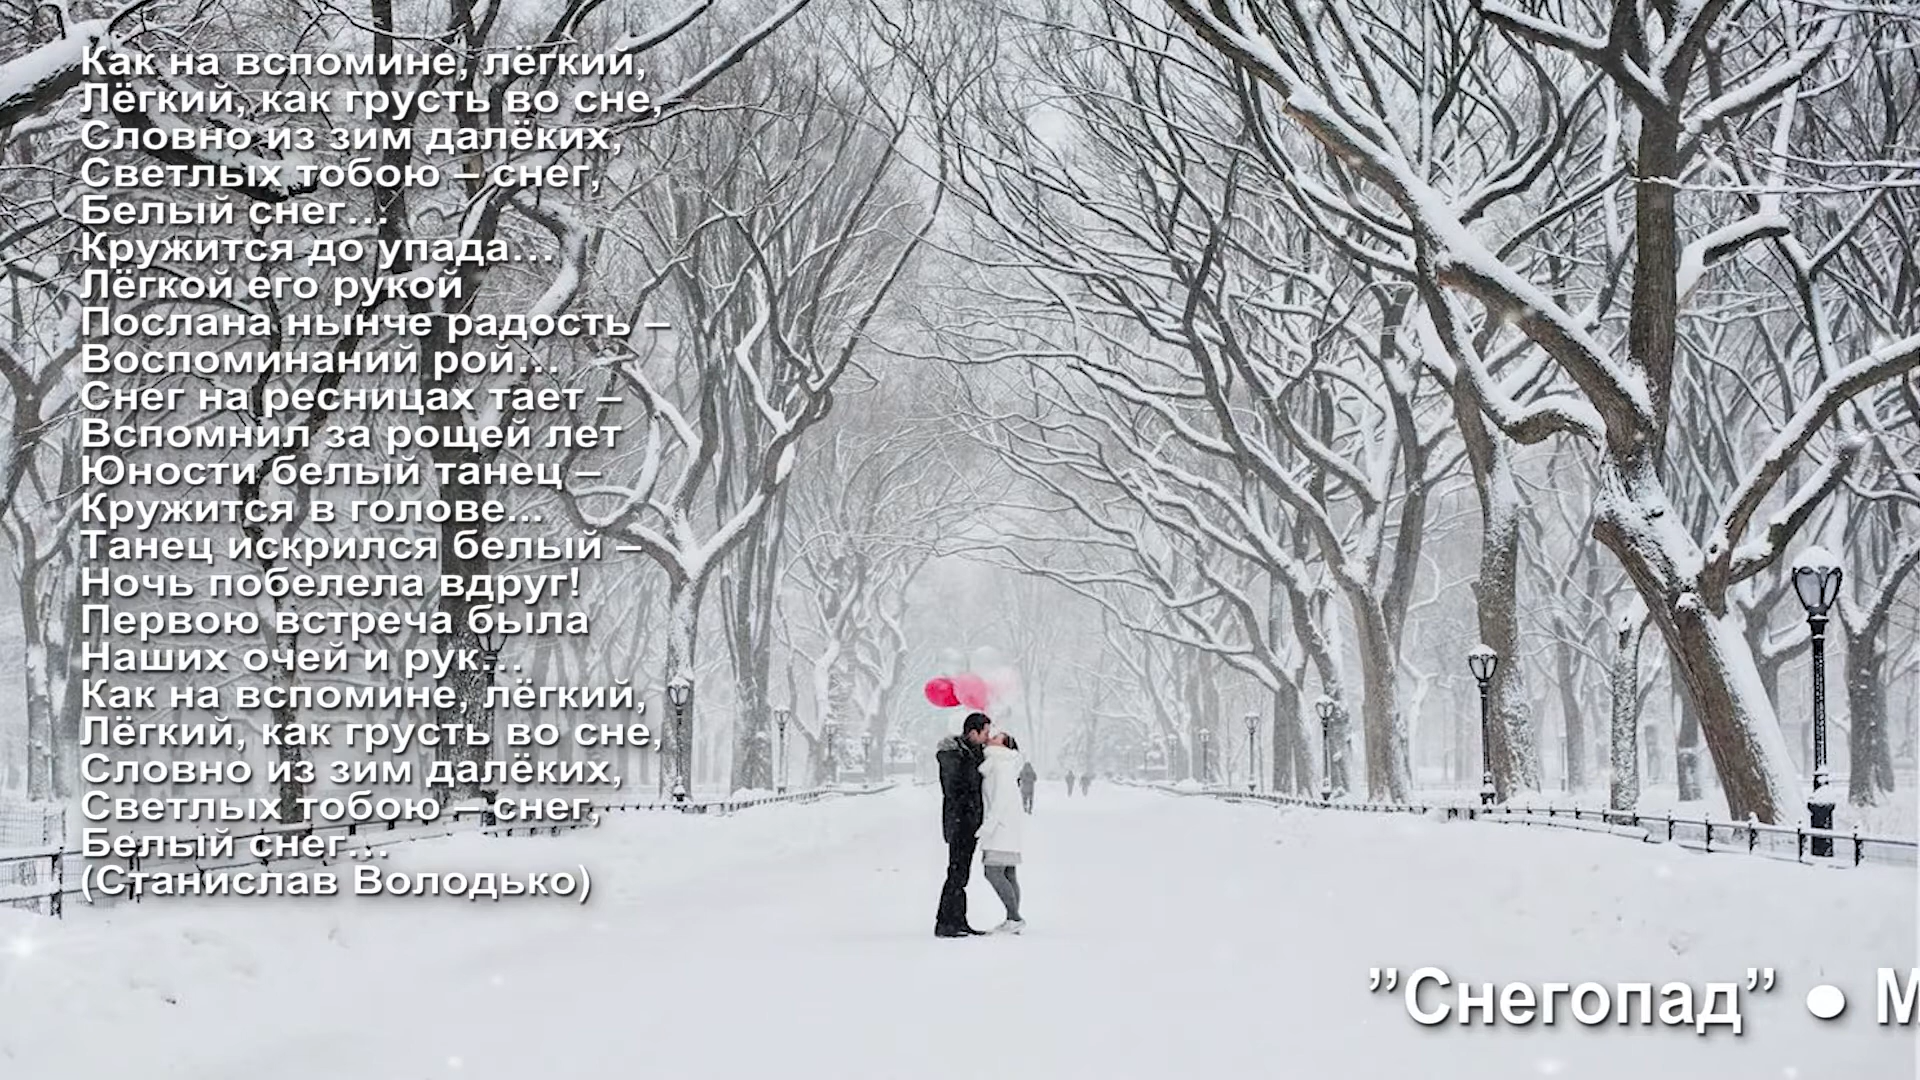 Как на вспомине, лёгкий,
Лёгкий, как грусть во сне,
Словно из зим далёких,
Светлых тобою – снег,
Белый снег...
Кружится до упада...
Лёгкой его рукой
Послана нынче радость –
Воспоминаний рой...
Снег на ресницах тает –
Вспомнил за рощей лет
Юности белый танец –
Кружится в голове...
Танец искрился белый –
Ночь побелела вдруг!
Первою встреча была
Наших очей и рук...
Как на вспомине, лёгкий,
Лёгкий, как грусть во сне,
Словно из зим далёких,
Светлых тобою – снег,
Белый снег...
(Станислав Володько)
”Снегопад” ● М